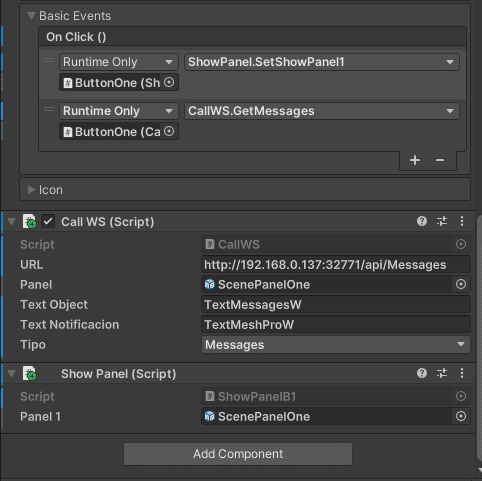 Basic Events
On Click ()
Runtime Only ShowPanel.SetShowPanel1
ButtonOne (Sh
Runtime Only CallWS.GetMessages
ButtonOne (Ca
+ −
Icon
Call WS (Script)
Script CallWS
URL http://192.168.0.137:32771/api/Messages
Panel ScenePanelOne
Text Object TextMessagesW
Text Notificacion TextMeshProW
Tipo Messages
Show Panel (Script)
Script ShowPanelB1
Panel 1 ScenePanelOne
Add Component